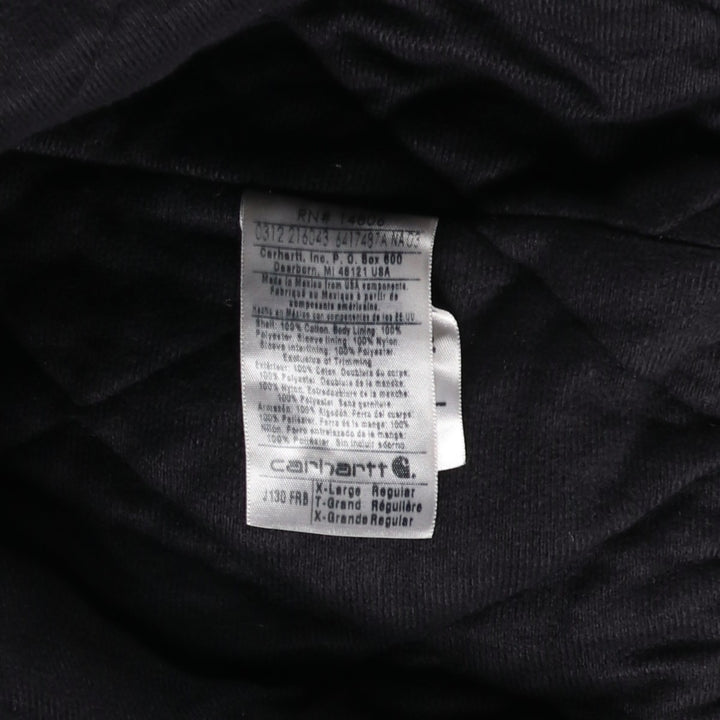 RN# 14806
0312 216043 6417487A NA 03
Carhartt, Inc. P. O. Box 600
Dearborn, MI 48121 USA
Made in Mexico from USA components.
Fabriqué au Mexique à partir de
composants américains.
Hecho en México con componentes de los EE.UU.
Shell: 100% Cotton. Body Lining: 100%
Polyester. Sleeve lining: 100% Nylon.
Sleeve interlining: 100% Polyester
Exclusive of Trimming
Extérieur: 100% Coton. Doublure du corps:
100% Polyester. Doublure de la manche:
100% Nylon. Entredoublure de la manche:
100% Polyester Sans garniture
Armazón: 100% Algodón. Forro del cuerpo:
100% Poliéster. Forro de la manga: 100%
Nilón. Forro entrelazado de la manga:
100% Poliéster. Sin incluir adorno
carhartt
J130 FRB X-Large Regular
T-Grand Régulière
X-Grande Regular